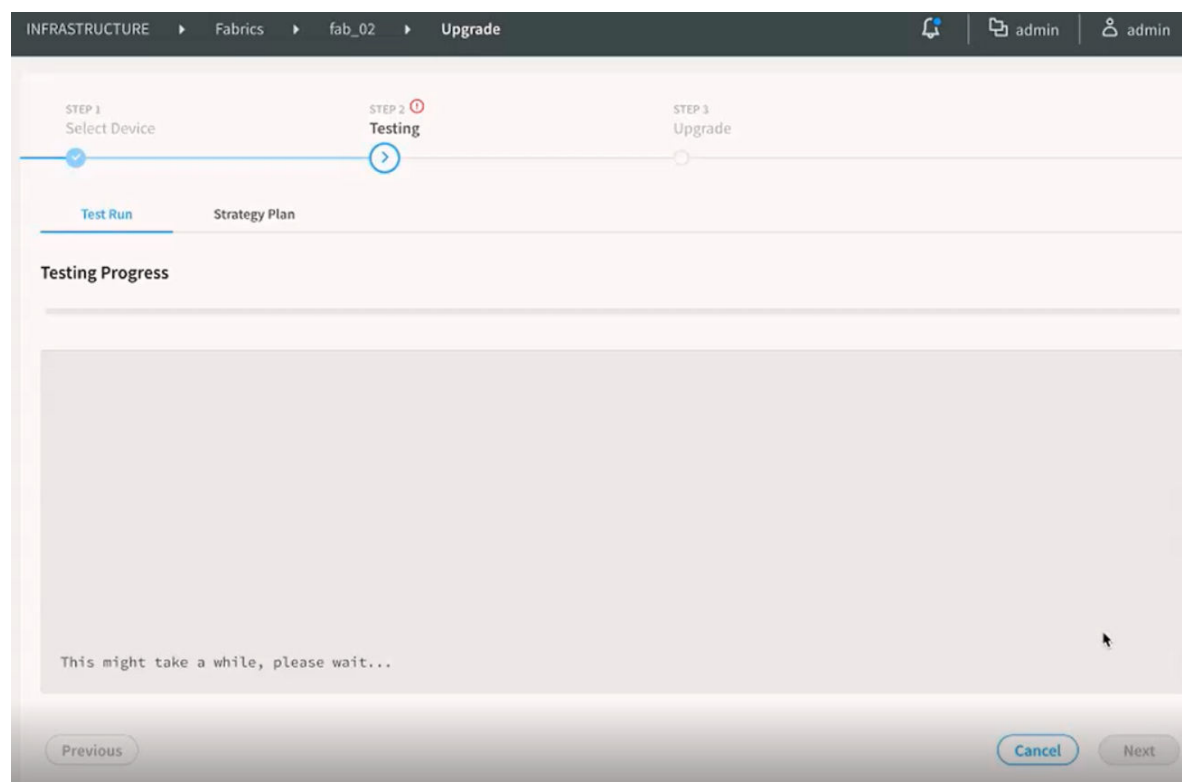 INFRASTRUCTURE Fabrics fab_02 Upgrade admin admin
STEP 1 STEP 2 STEP 3
Select Device Testing Upgrade
Test Run Strategy Plan
Testing Progress
This might take a while, please wait...
Previous Cancel Next